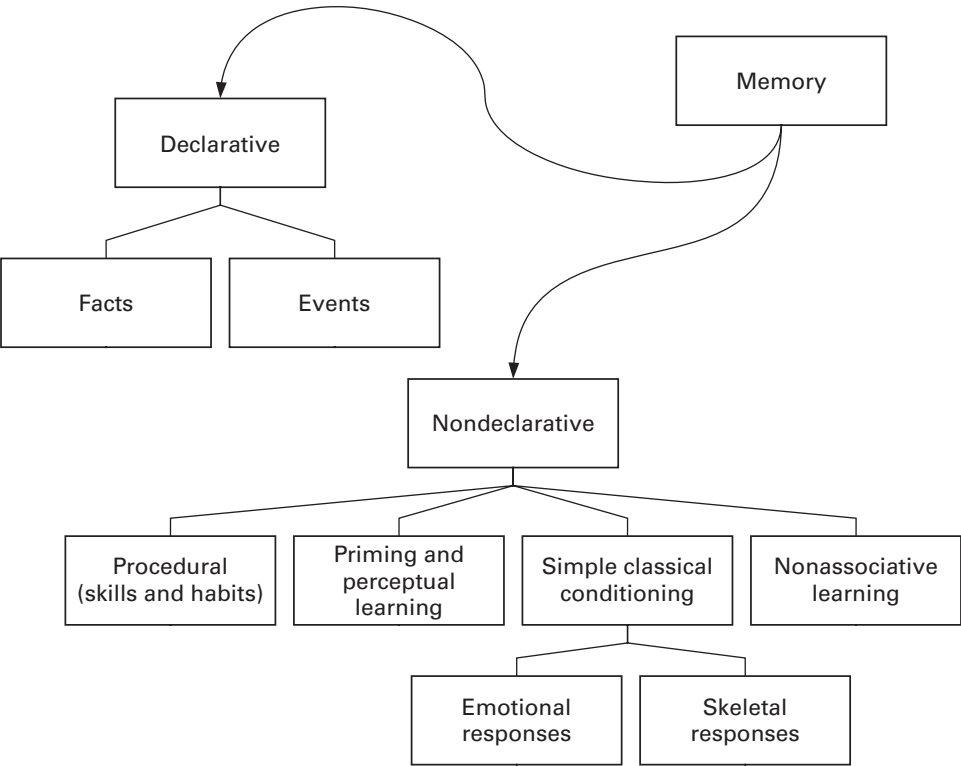 Memory
Declarative
Facts
Events
Nondeclarative
Procedural
(skills and habits)
Priming and
perceptual
learning
Simple classical
conditioning
Nonassociative
learning
Emotional
responses
Skeletal
responses